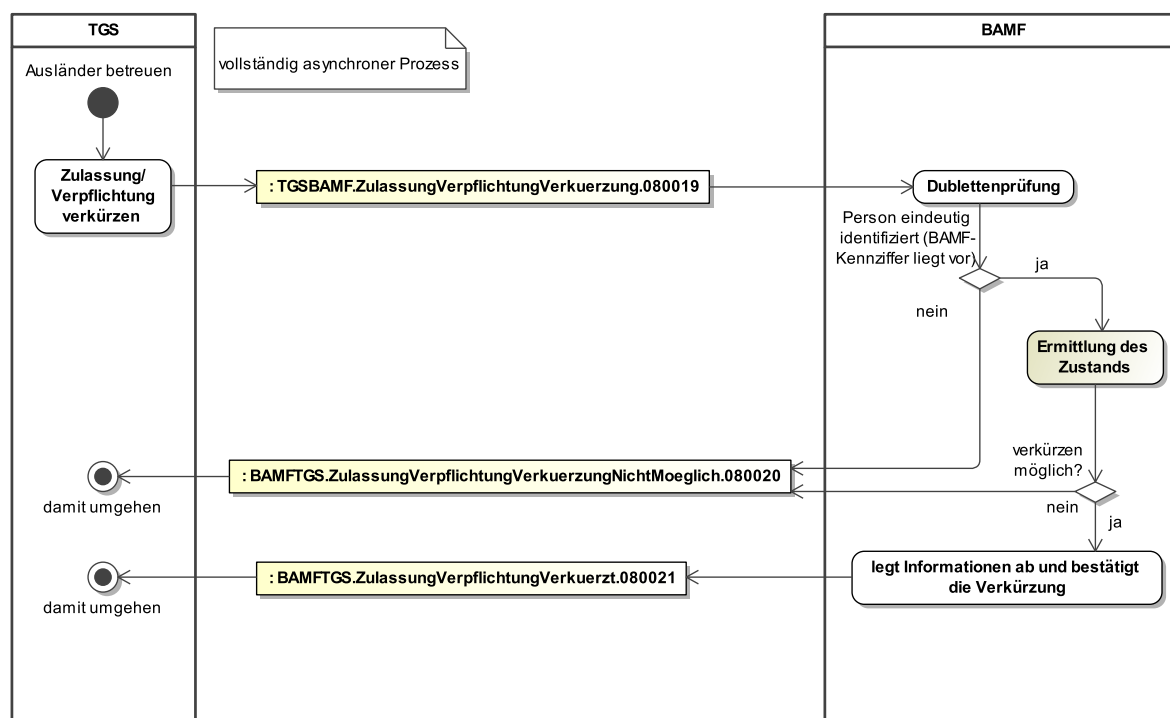 TGS
BAMF
vollständig asynchroner Prozess
Ausländer betreuen
Zulassung/
Verpflichtung
verkürzen
: TGSBAMF.ZulassungVerpflichtungVerkuerzung.080019
Dublettenprüfung
Person eindeutig
identifiziert (BAMF-
Kennziffer liegt vor)
ja
nein
Ermittlung des
Zustands
verkürzen
möglich?
: BAMFTGS.ZulassungVerpflichtungVerkuerzungNichtMoeglich.080020
damit umgehen
nein
ja
legt Informationen ab und bestätigt
die Verkürzung
: BAMFTGS.ZulassungVerpflichtungVerkuerzt.080021
damit umgehen